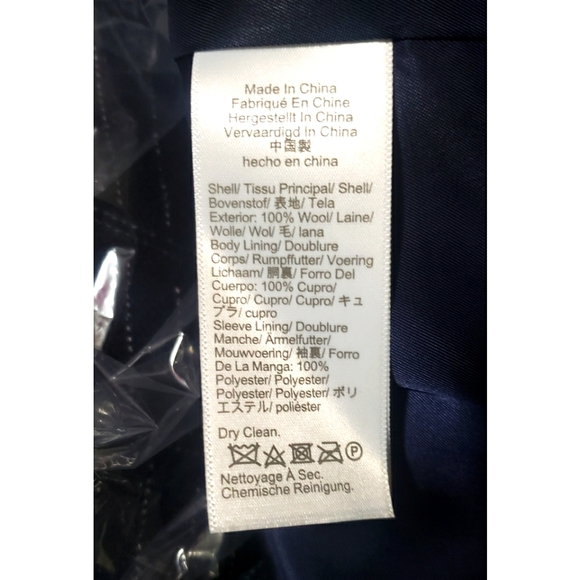 Made In China
Fabriqué En Chine
Hergestellt In China
Vervaardigd In China
中国製
hecho en china
Shell/ Tissu Principal/ Shell/
Bovenstof/ 表地/ Tela
Exterior: 100% Wool/ Laine/
Wolle/ Wol/ 毛/ lana
Body Lining/ Doublure
Corps/ Rumpffutter/ Voering
Lichaam/ 胴裏/ Forro Del
Cuerpo: 100% Cupro/
Cupro/ Cupro/ Cupro/ キュ
プラ/ cupro
Sleeve Lining/ Doublure
Manche/ Ärmelfutter/
Mouwvoering/ 袖裏/ Forro
De La Manga: 100%
Polyester/ Polyester/
Polyester/ Polyester/ ポリ
エステル/ poliéster
Dry Clean.
P
Nettoyage À Sec.
Chemische Reinigung.